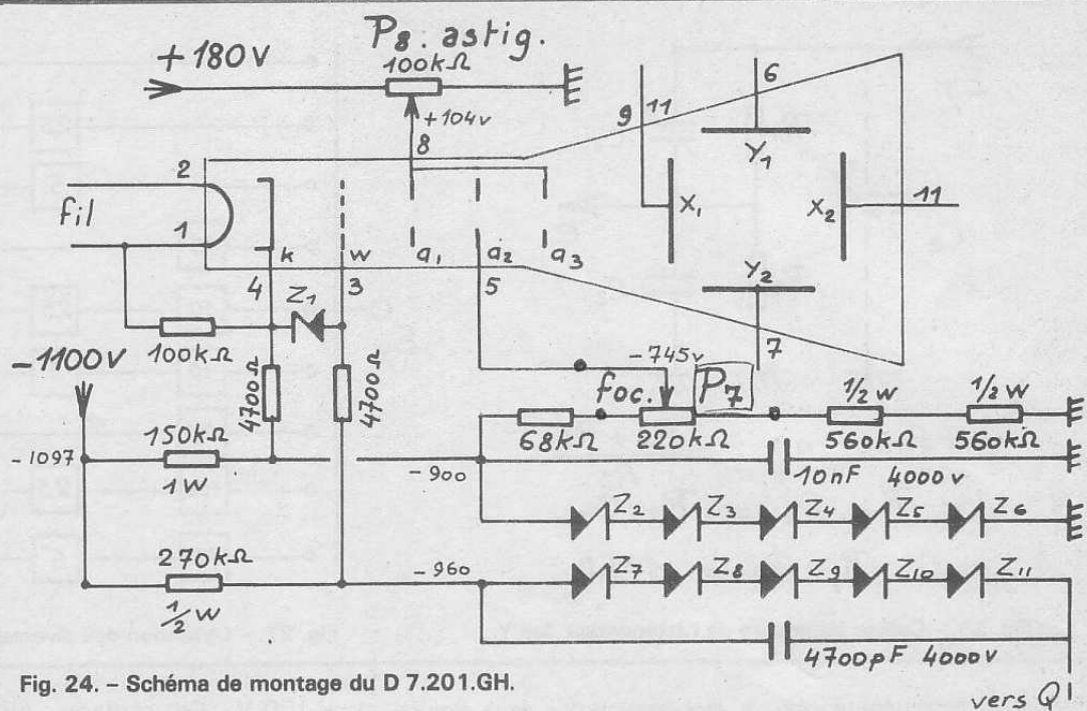 P8. astig.
+180V
100kΩ
+104v
6
9
11
8
2
Y1
fil
X1
X2
11
1
k
w
a1
a2
a3
Y2
4
Z1
3
5
7
100kΩ
-1100V
4700Ω
4700Ω
-745v
foc.
P7
1/2 W
1/2 W
150kΩ
68kΩ
220kΩ
560kΩ
560kΩ
-1097
1W
-900
10nF 4000v
Z2
Z3
Z4
Z5
Z6
270kΩ
-960
Z7
Z8
Z9
Z10
Z11
1/2 W
4700pF 4000v
Fig. 24. – Schéma de montage du D 7.201.GH.
vers Q1